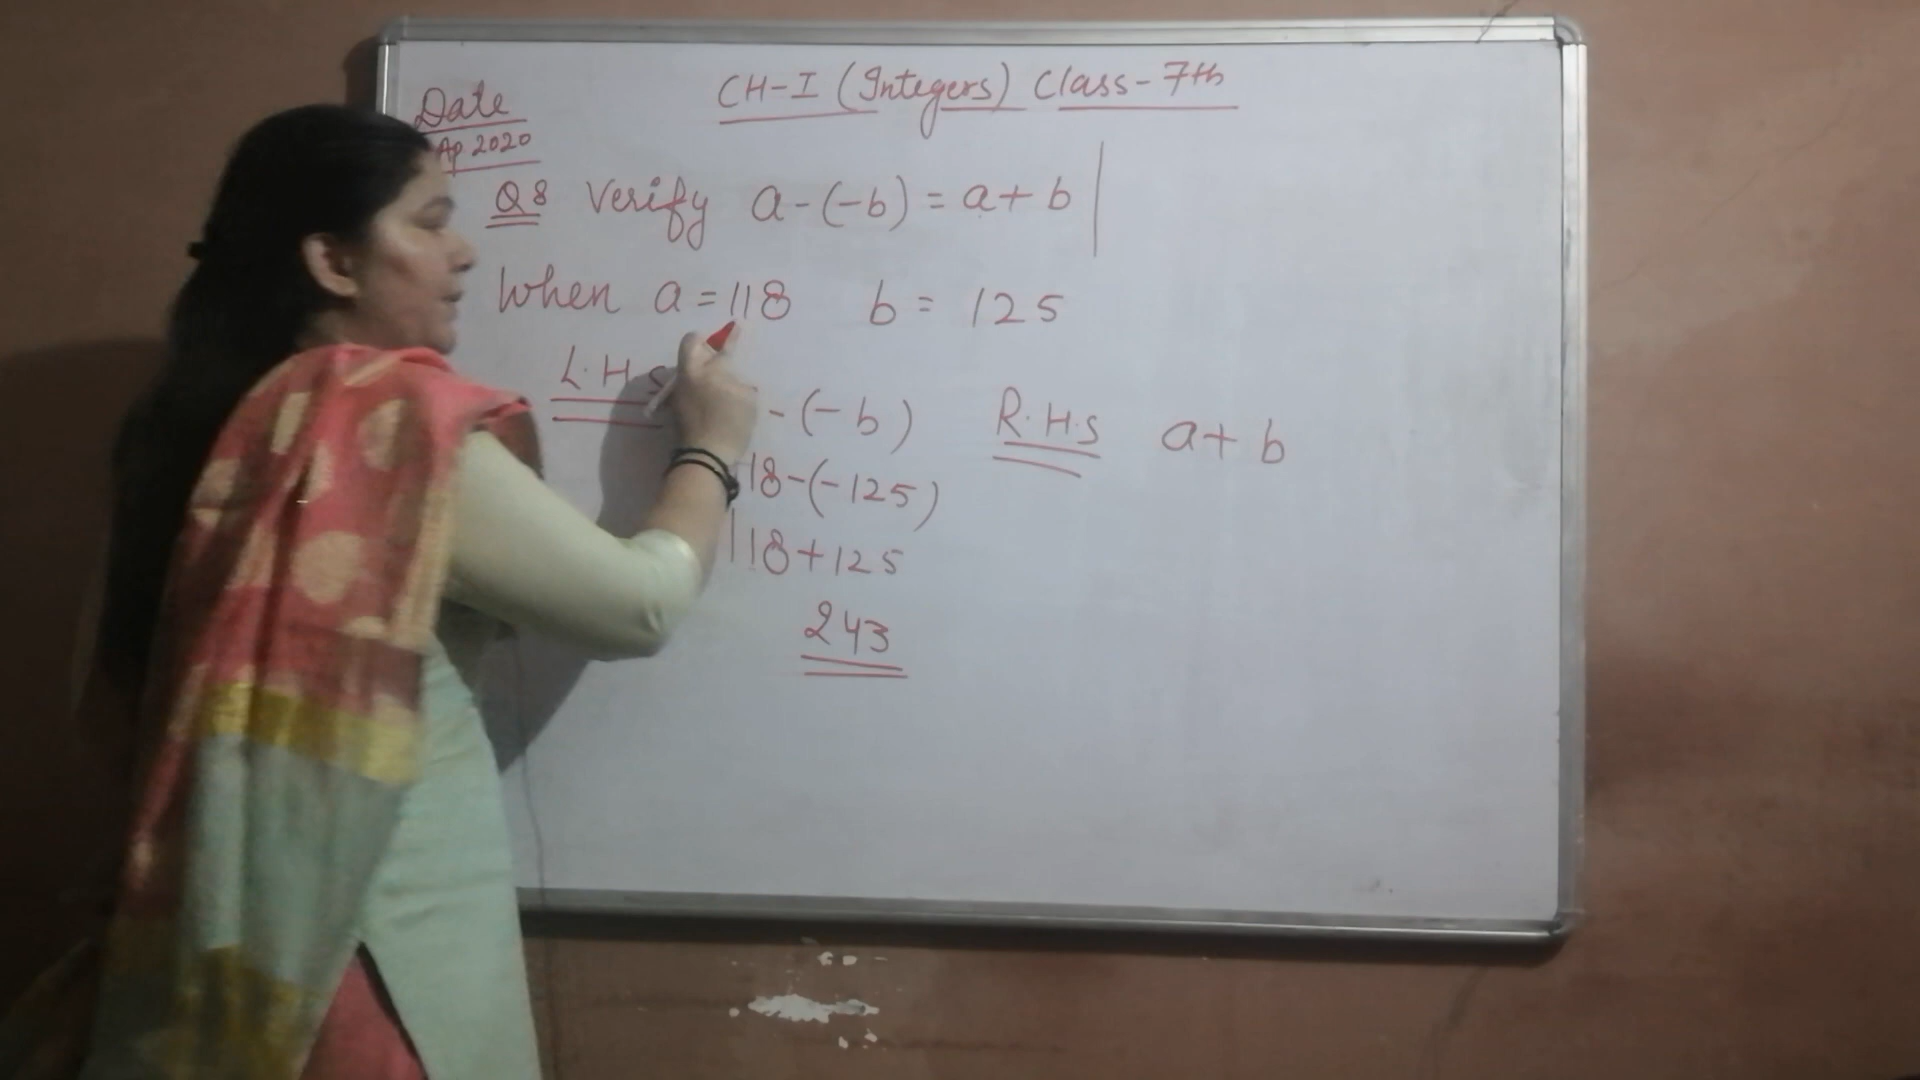 CH-I (Integers) Class-7th
Date
Ap 2020
Q8 Verify a-(-b) = a+b
When a=118 b = 125
L.H.S -(-b) R.H.S a+b
18-(-125)
118+125
243